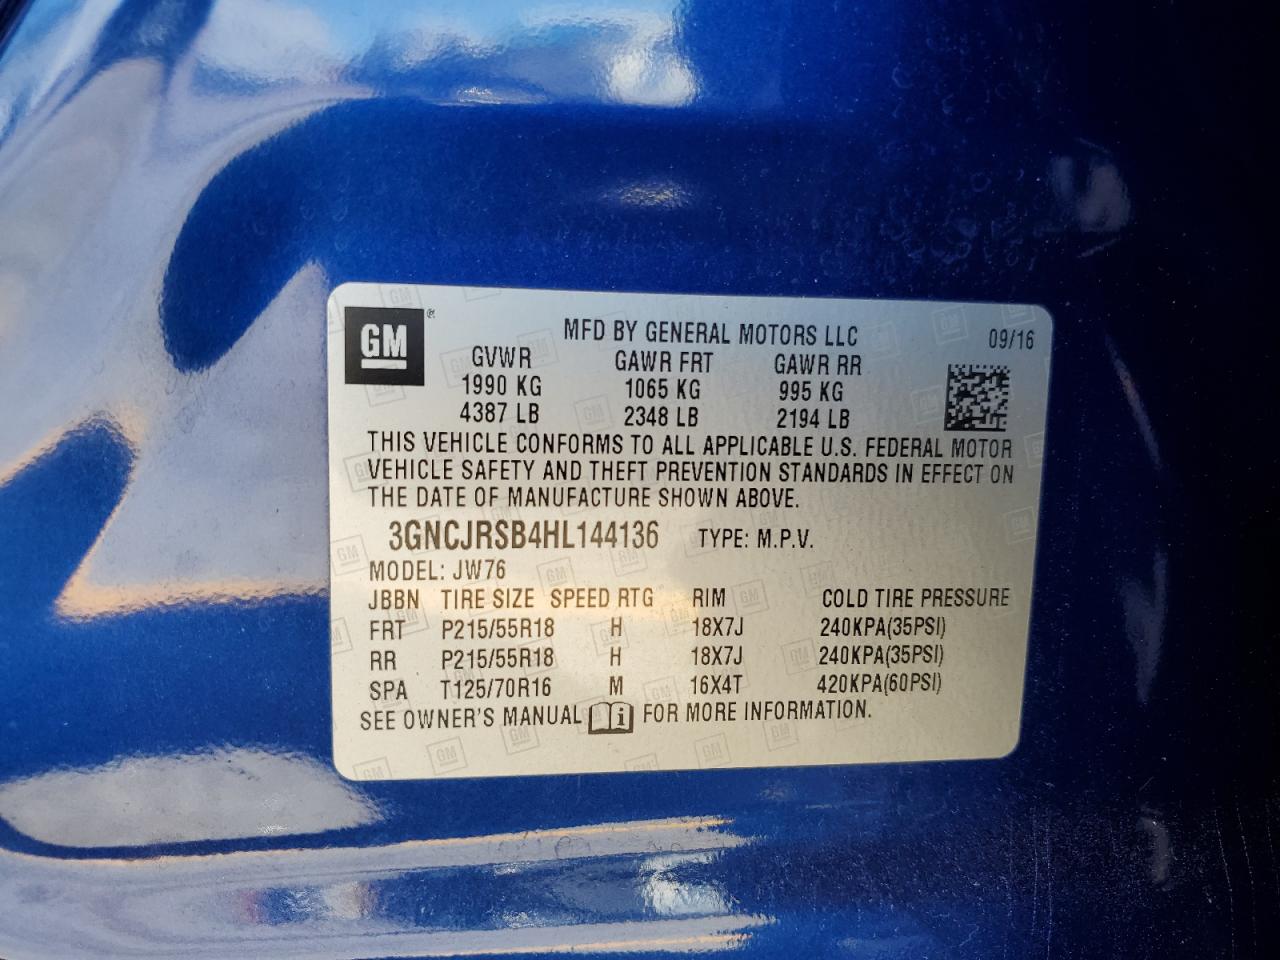 GM®
MFD BY GENERAL MOTORS LLC 09/16
GVWR GAWR FRT GAWR RR
1990 KG 1065 KG 995 KG
4387 LB 2348 LB 2194 LB
THIS VEHICLE CONFORMS TO ALL APPLICABLE U.S. FEDERAL MOTOR
VEHICLE SAFETY AND THEFT PREVENTION STANDARDS IN EFFECT ON
THE DATE OF MANUFACTURE SHOWN ABOVE.
3GNCJRSB4HL144136 TYPE: M.P.V.
MODEL: JW76
JBBN TIRE SIZE SPEED RTG RIM COLD TIRE PRESSURE
FRT P215/55R18 H 18X7J 240KPA(35PSI)
RR P215/55R18 H 18X7J 240KPA(35PSI)
SPA T125/70R16 M 16X4T 420KPA(60PSI)
SEE OWNER'S MANUAL i FOR MORE INFORMATION.